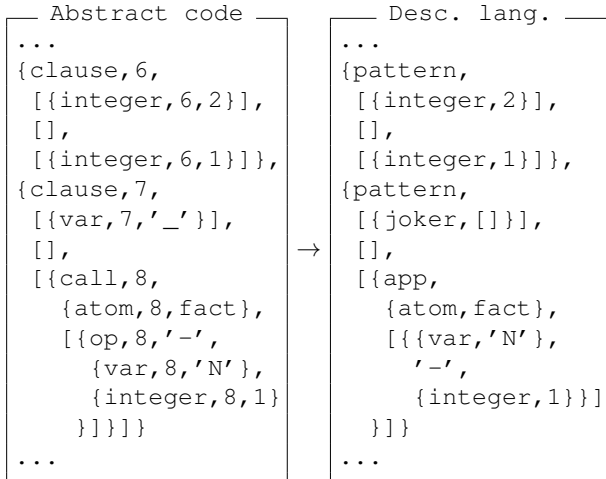 Abstract code
...
{clause,6,
[{integer,6,2}],
[],
[{integer,6,1}]},
{clause,7,
[{var,7,'_'}],
[],
[{call,8,
{atom,8,fact},
[{op,8,'-',
{var,8,'N'},
{integer,8,1}
}]}]}
...
→
Desc. lang.
...
{pattern,
[{integer,2}],
[],
[{integer,1}]},
{pattern,
[{joker,[]}],
[],
[{app,
{atom,fact},
[{{var,'N'},
'-',
{integer,1}}]
}]}
...